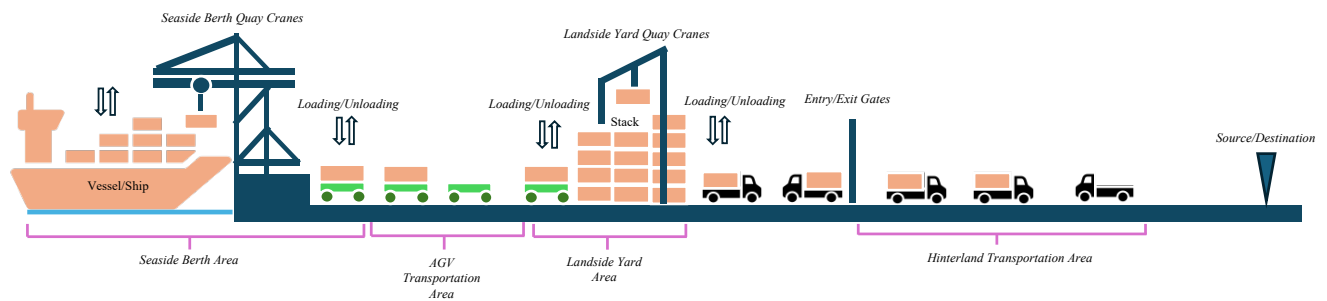 Seaside Berth Quay Cranes
Landside Yard Quay Cranes
Loading/Unloading
Loading/Unloading
Loading/Unloading
Entry/Exit Gates
Stack
Source/Destination
Vessel/Ship
Seaside Berth Area
AGV
Transportation
Area
Landside Yard
Area
Hinterland Transportation Area